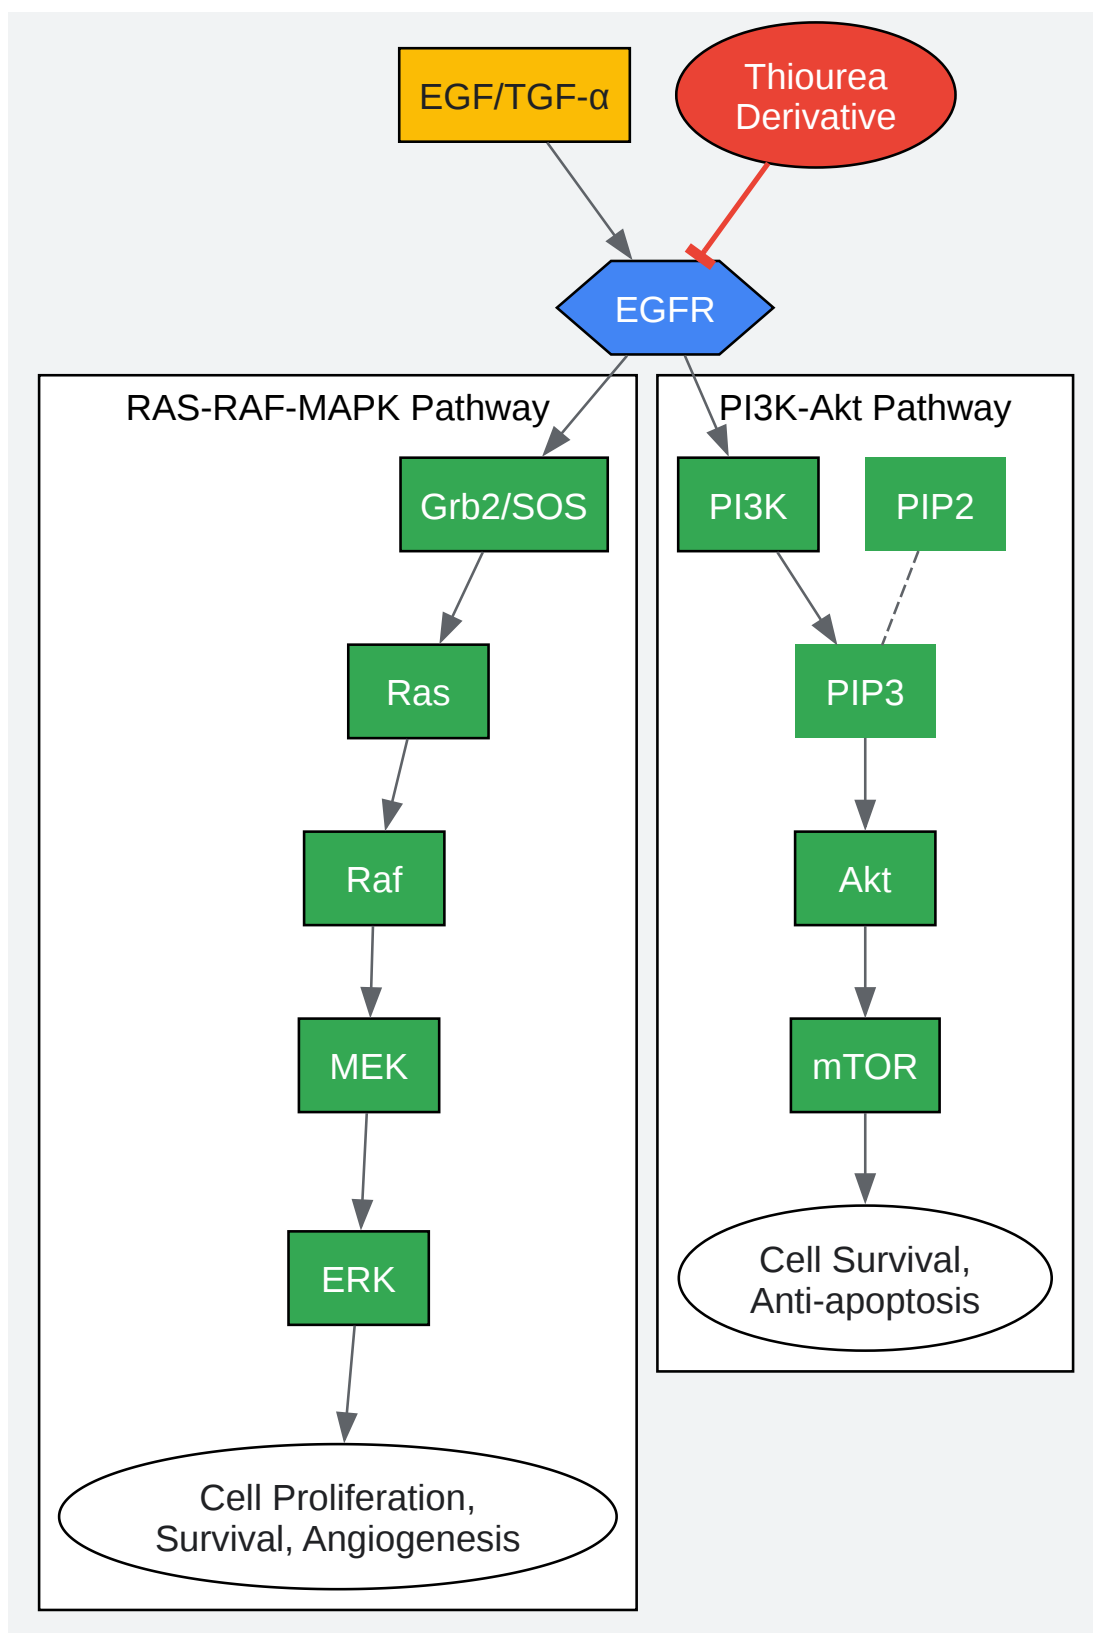 EGF/TGF-α
Thiourea
Derivative
EGFR
RAS-RAF-MAPK Pathway
PI3K-Akt Pathway
Grb2/SOS
PI3K
PIP2
Ras
PIP3
Raf
Akt
MEK
mTOR
ERK
Cell Survival,
Anti-apoptosis
Cell Proliferation,
Survival, Angiogenesis